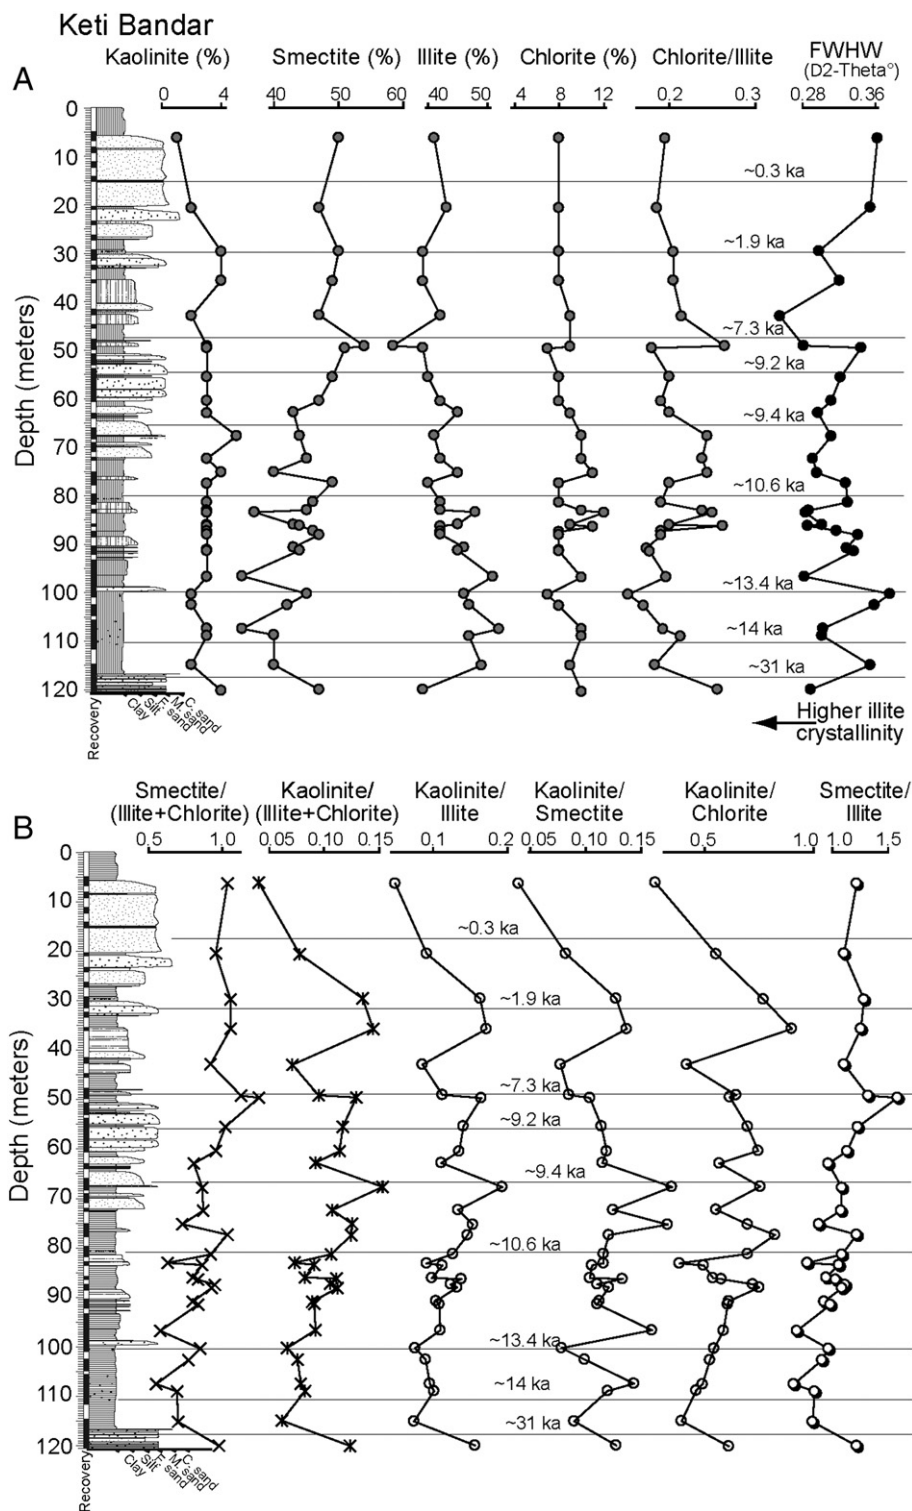 Keti Bandar
A
Kaolinite (%) Smectite (%) Illite (%) Chlorite (%) Chlorite/Illite FWHW
(D2-Theta°)
0 4 40 50 60 40 50 4 8 12 0.2 0.3 0.28 0.36
Depth (meters)
0
10
~0.3 ka
20
~1.9 ka
30
40
~7.3 ka
50
~9.2 ka
60
~9.4 ka
70
~10.6 ka
80
90
~13.4 ka
100
~14 ka
110
~31 ka
120
Recovery
Clay
Silt
F. sand
M. sand
C. sand
Higher illite
crystallinity
B
Smectite/ Kaolinite/ Kaolinite/ Kaolinite/ Kaolinite/ Smectite/
(Illite+Chlorite) (Illite+Chlorite) Illite Smectite Chlorite Illite
0.5 1.0 0.05 0.10 0.15 0.1 0.2 0.05 0.10 0.15 0.5 1.0 1.0 1.5
Depth (meters)
0
10
~0.3 ka
20
30
~1.9 ka
40
~7.3 ka
50
~9.2 ka
60
~9.4 ka
70
~10.6 ka
80
90
~13.4 ka
100
~14 ka
110
~31 ka
120
Recovery
Clay
Silt
F. sand
M. sand
C. sand